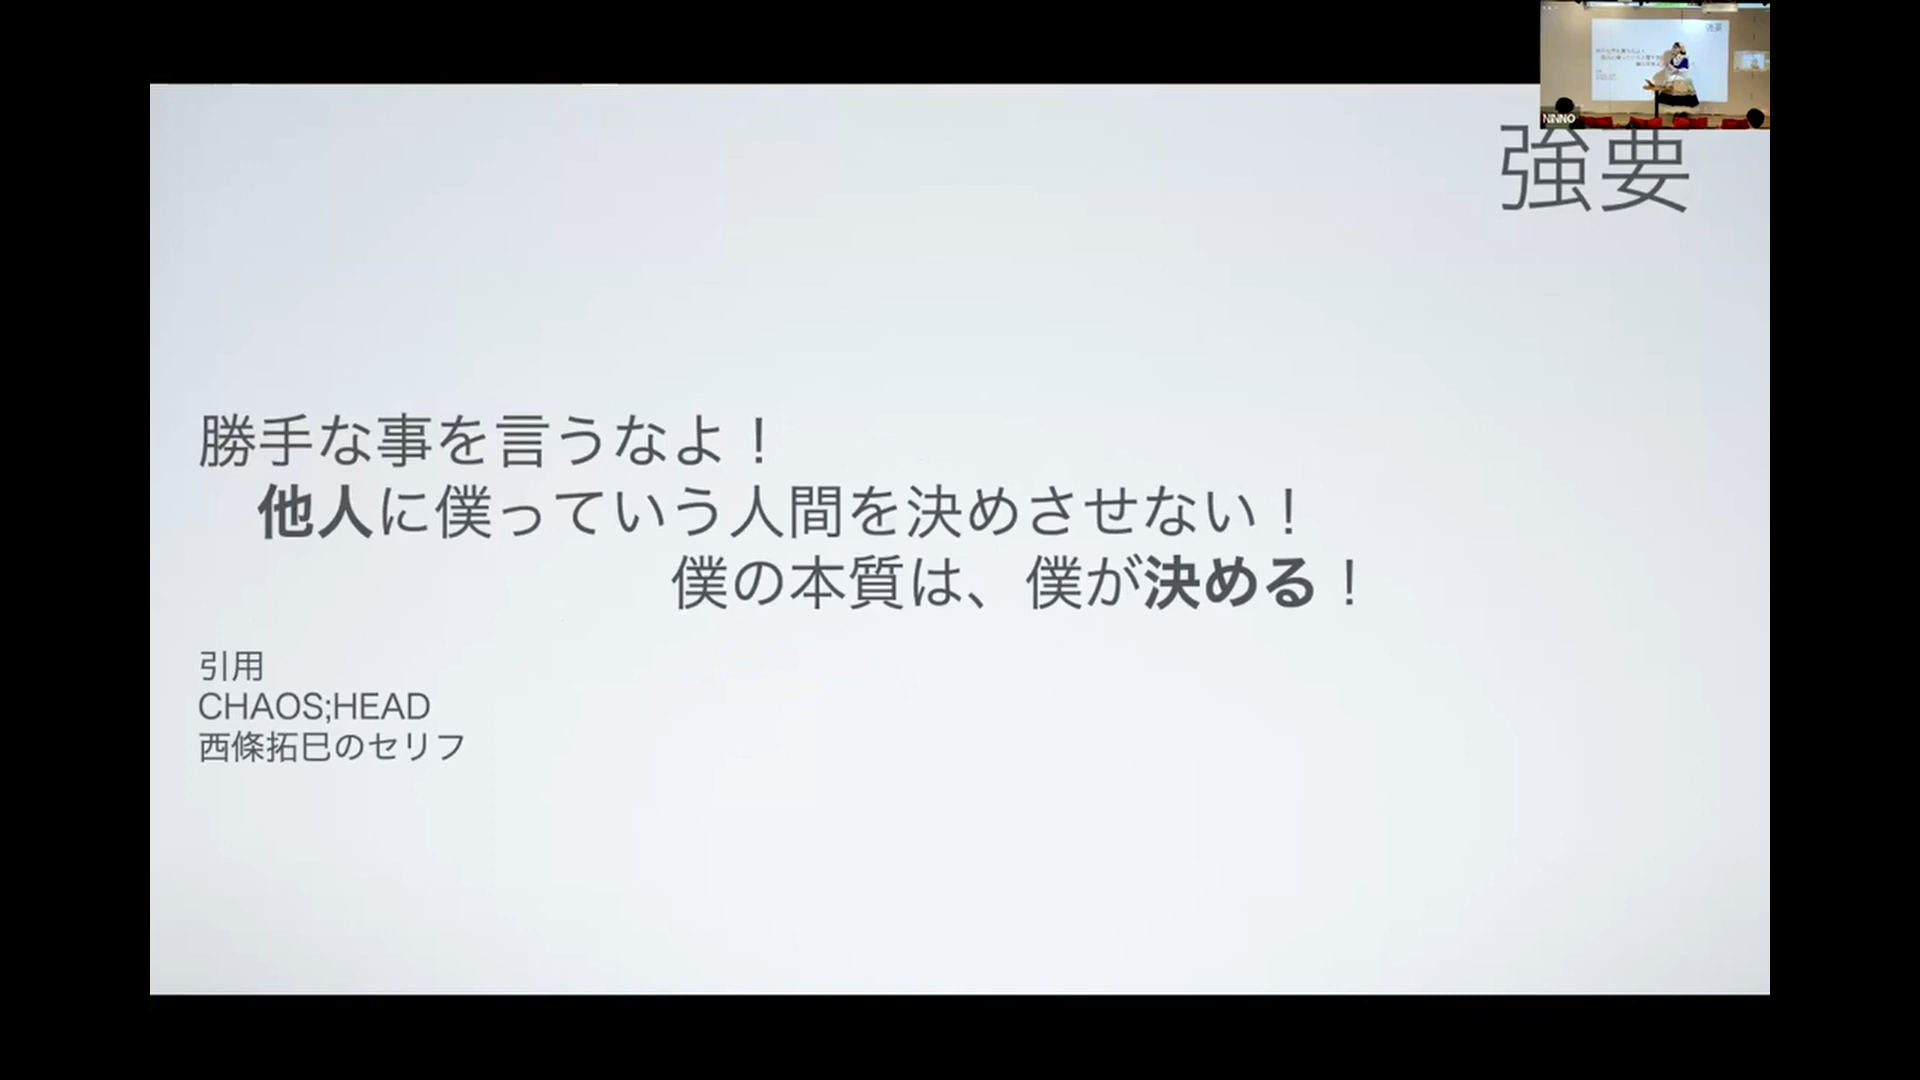 強要
勝手な事を言うなよ！
他人に僕っていう人間を決めさせない！
僕の本質は、僕が決める！
引用
CHAOS;HEAD
西條拓巳のセリフ
NINNO
強要